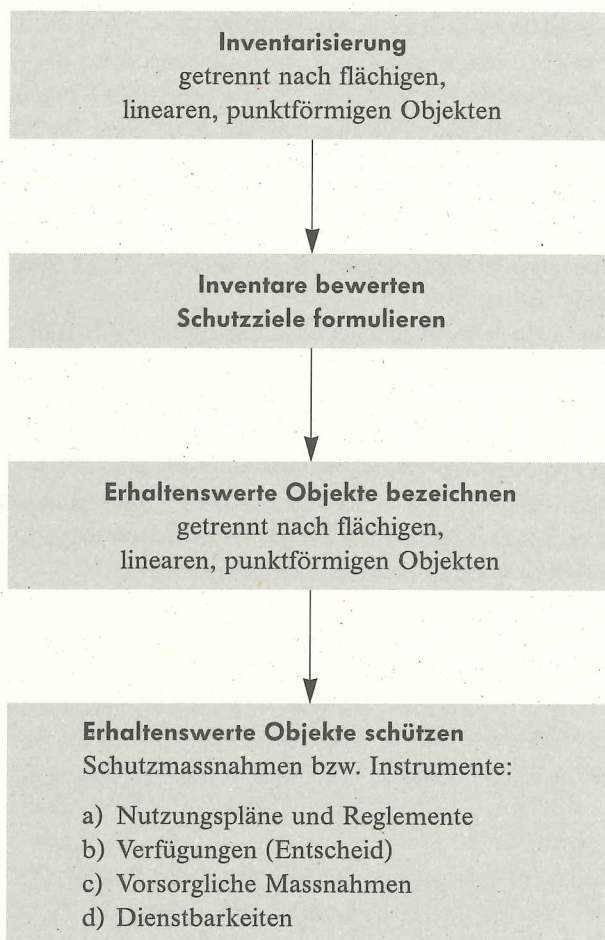 Inventarisierung
getrennt nach flächigen,
linearen, punktförmigen Objekten
Inventare bewerten
Schutzziele formulieren
Erhaltenswerte Objekte bezeichnen
getrennt nach flächigen,
linearen, punktförmigen Objekten
Erhaltenswerte Objekte schützen
Schutzmassnahmen bzw. Instrumente:
a) Nutzungspläne und Reglemente
b) Verfügungen (Entscheid)
c) Vorsorgliche Massnahmen
d) Dienstbarkeiten